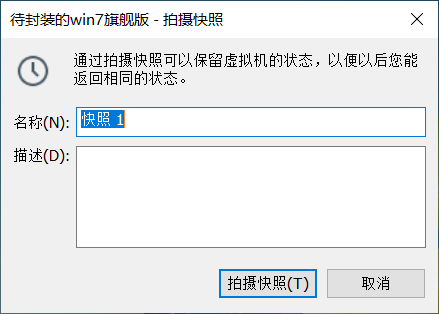 待封装的win7旗舰版 - 拍摄快照
通过拍摄快照可以保留虚拟机的状态，以便以后您能
返回相同的状态。
名称(N):
快照 1
描述(D):
拍摄快照(T)
取消